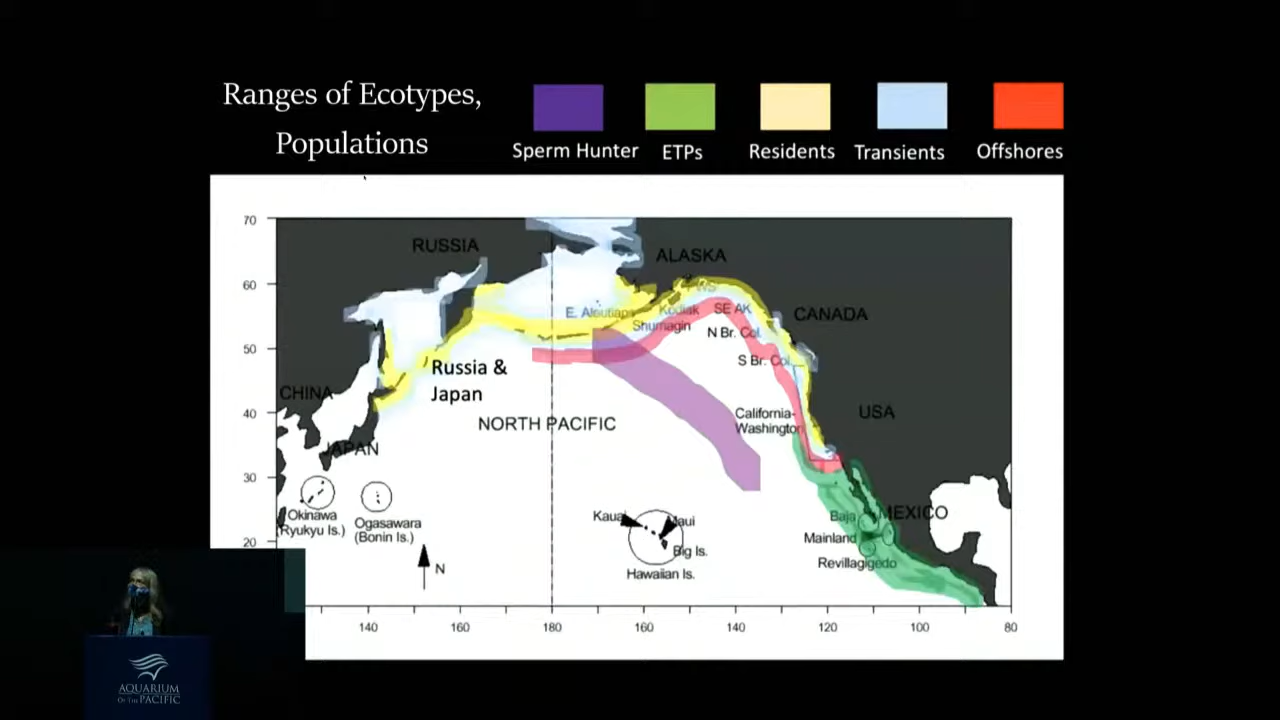 Ranges of Ecotypes,
Populations
Sperm Hunter
ETPs
Residents
Transients
Offshores
70
60
50
40
30
20
RUSSIA
ALASKA
CANADA
PWS
E. Aleutians
Kodiak
SE AK
Shumagin
N Br. Col.
S Br. Col.
Russia &
Japan
CHINA
JAPAN
NORTH PACIFIC
California-
Washington
USA
Okinawa
(Ryukyu Is.)
Ogasawara
(Bonin Is.)
N
Kauai
Maui
Big Is.
Hawaiian Is.
MEXICO
Baja
Mainland
Revillagigedo
140
160
180
160
140
120
100
80
AQUARIUM
OF THE PACIFIC